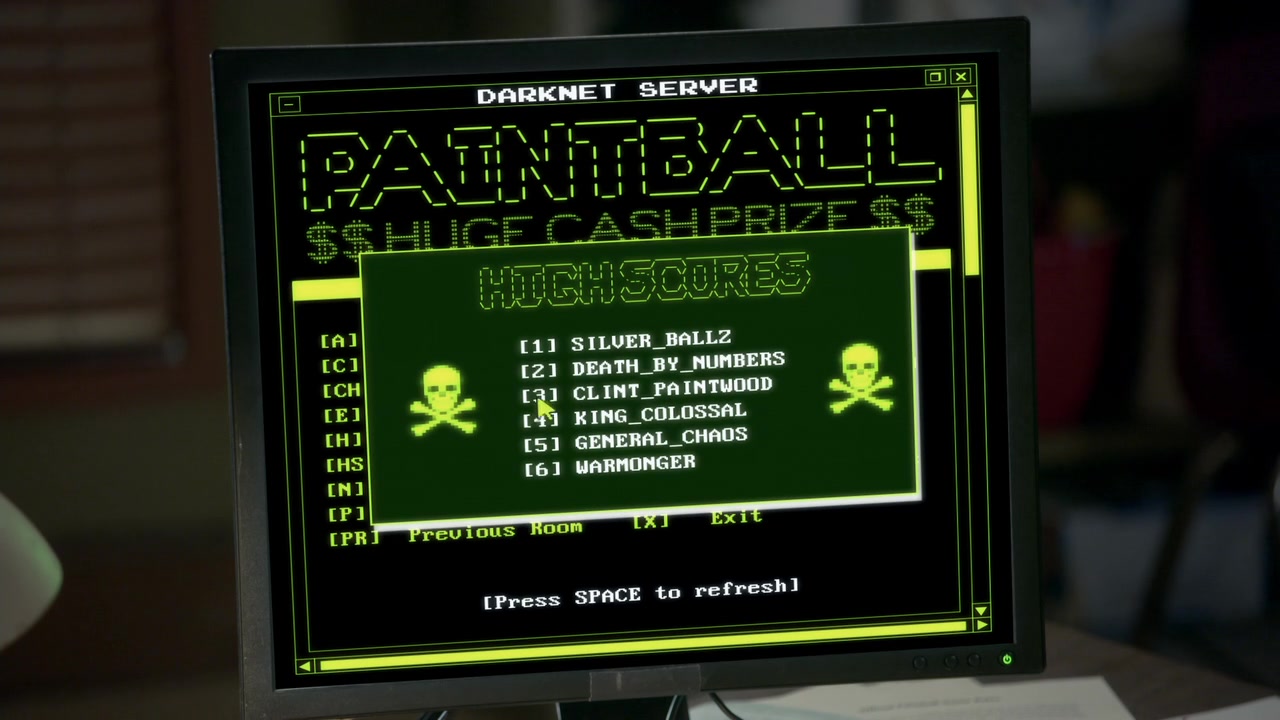 DARKNET SERVER
PAINTBALL
$$ HUGE CASH PRIZE $$
HIGH SCORES
[1] SILVER_BALLZ
[2] DEATH_BY_NUMBERS
[3] CLINT_PAINTWOOD
[4] KING_COLOSSAL
[5] GENERAL_CHAOS
[6] WARMONGER
[A]
[C]
[CH
[E]
[H]
[HS
[N]
[P]
[PR] Previous Room [X] Exit
[Press SPACE to refresh]